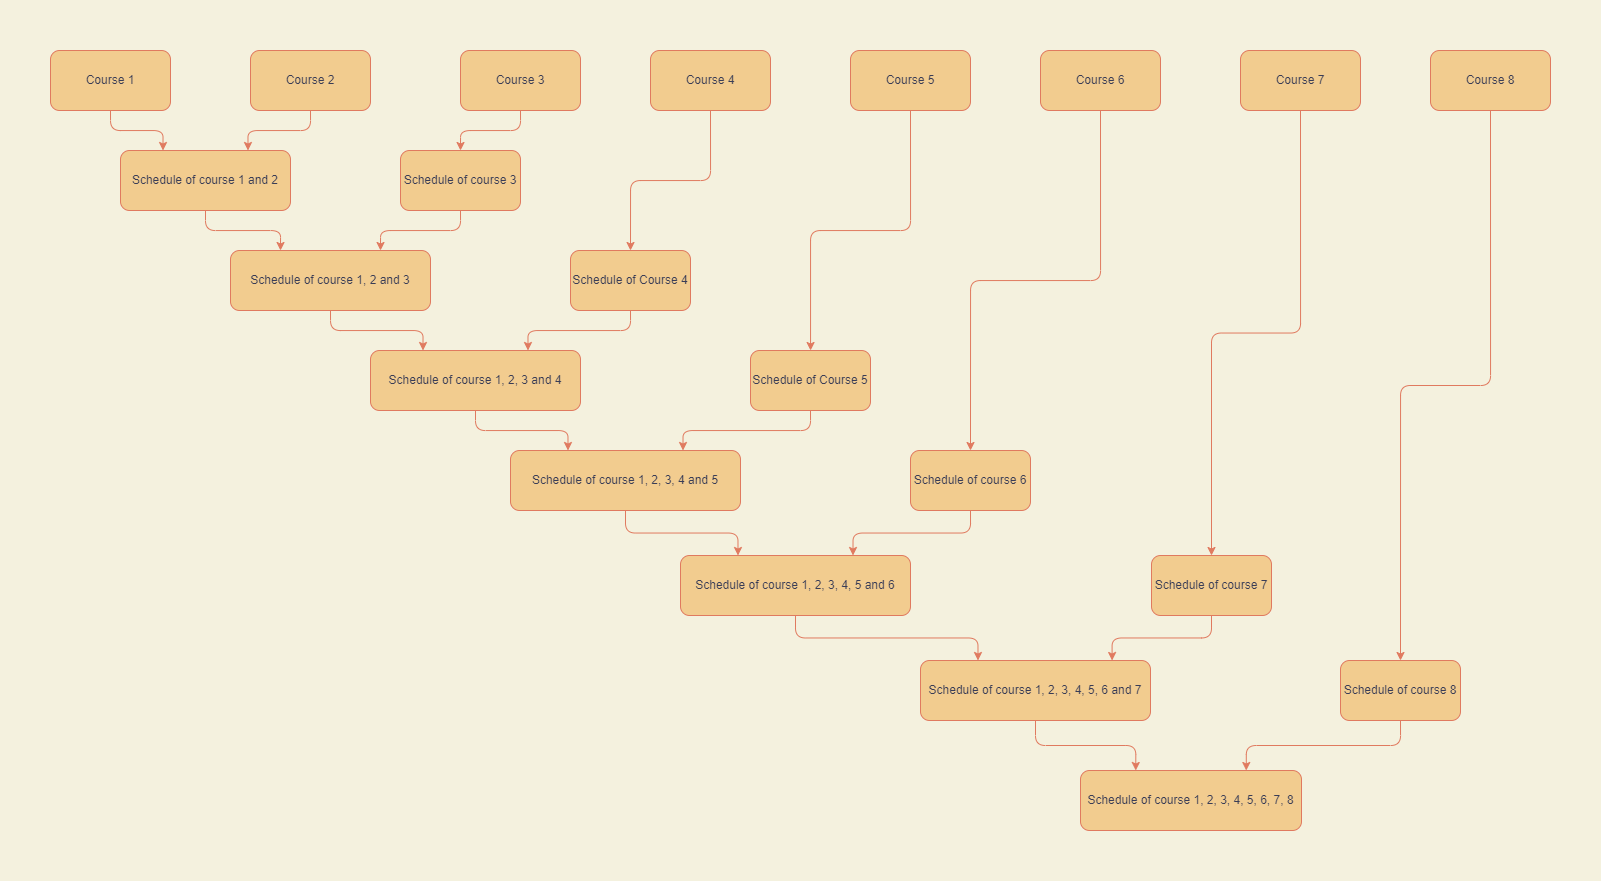 Course 1
Course 2
Course 3
Course 4
Course 5
Course 6
Course 7
Course 8
Schedule of course 1 and 2
Schedule of course 3
Schedule of course 1, 2 and 3
Schedule of Course 4
Schedule of course 1, 2, 3 and 4
Schedule of Course 5
Schedule of course 1, 2, 3, 4 and 5
Schedule of course 6
Schedule of course 1, 2, 3, 4, 5 and 6
Schedule of course 7
Schedule of course 1, 2, 3, 4, 5, 6 and 7
Schedule of course 8
Schedule of course 1, 2, 3, 4, 5, 6, 7, 8